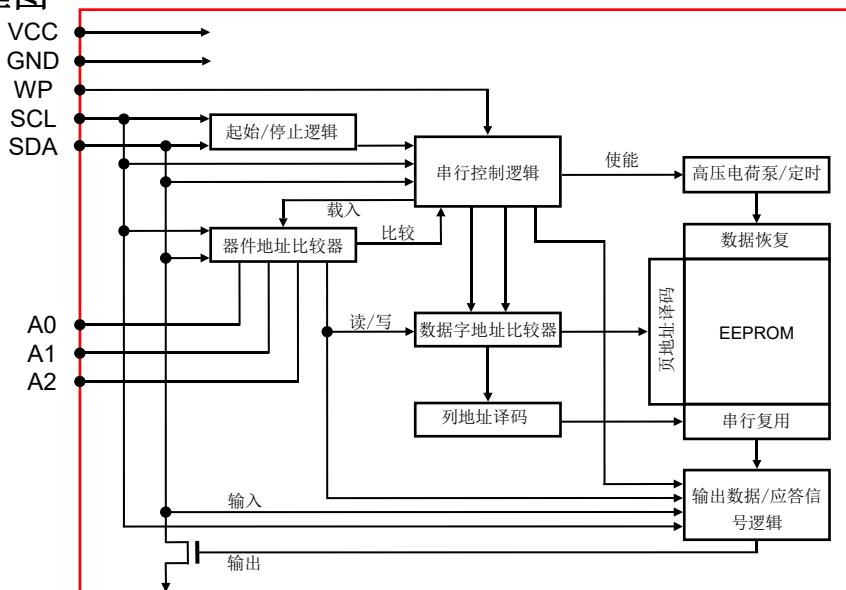 VCC
GND
WP
SCL
SDA
起始/停止逻辑
串行控制逻辑
使能
高压电荷泵/定时
载入
比较
器件地址比较器
数据恢复
A0
A1
A2
读/写
数据字地址比较器
页地址译码
EEPROM
列地址译码
串行复用
输入
输出数据/应答信
号逻辑
输出